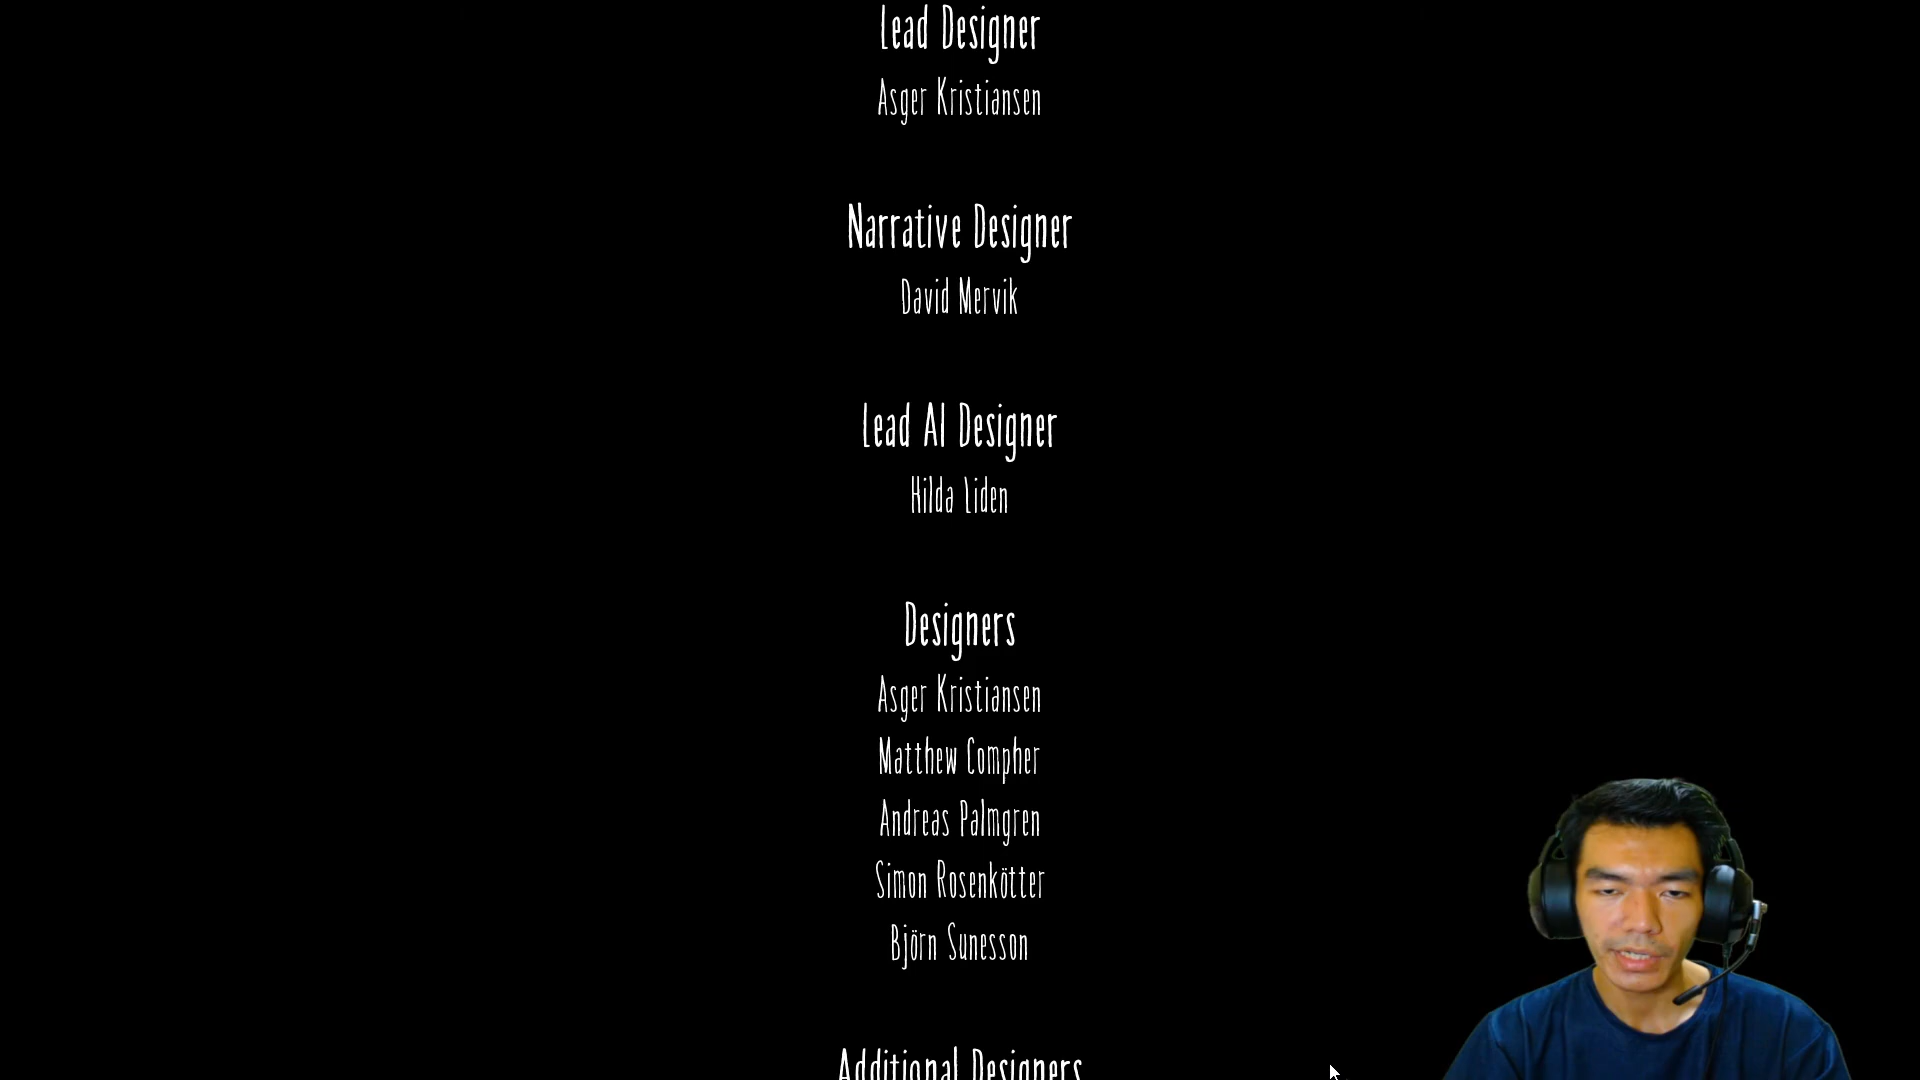 Lead Designer
Asger Kristiansen
Narrative Designer
David Mervik
Lead AI Designer
Hilda Liden
Designers
Asger Kristiansen
Matthew Compher
Andreas Palmgren
Simon Rosenkötter
Björn Sunesson
Additional Designers